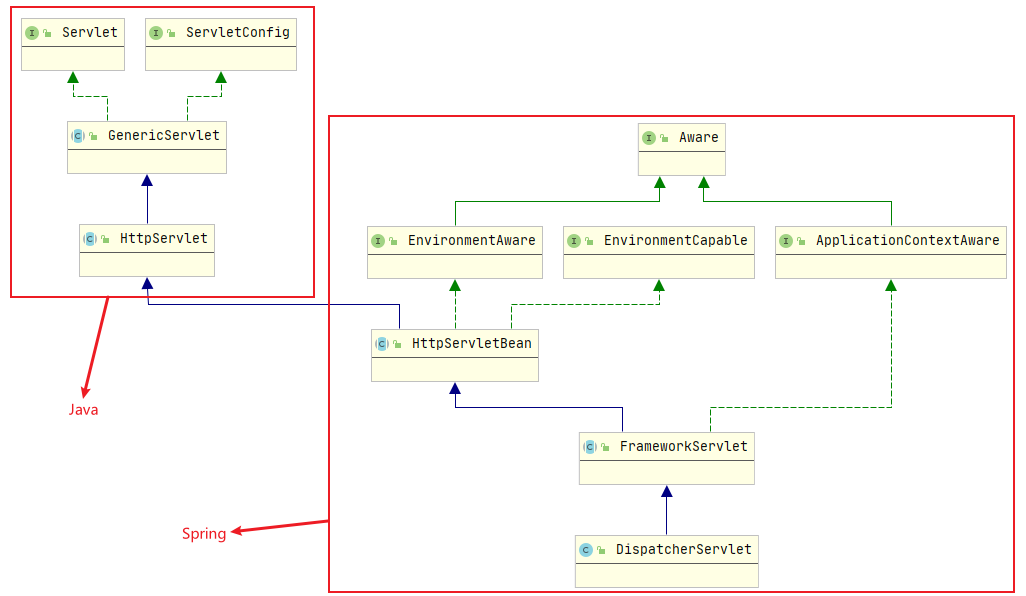 Servlet
ServletConfig
GenericServlet
HttpServlet
Java
Aware
EnvironmentAware
EnvironmentCapable
ApplicationContextAware
HttpServletBean
FrameworkServlet
DispatcherServlet
Spring